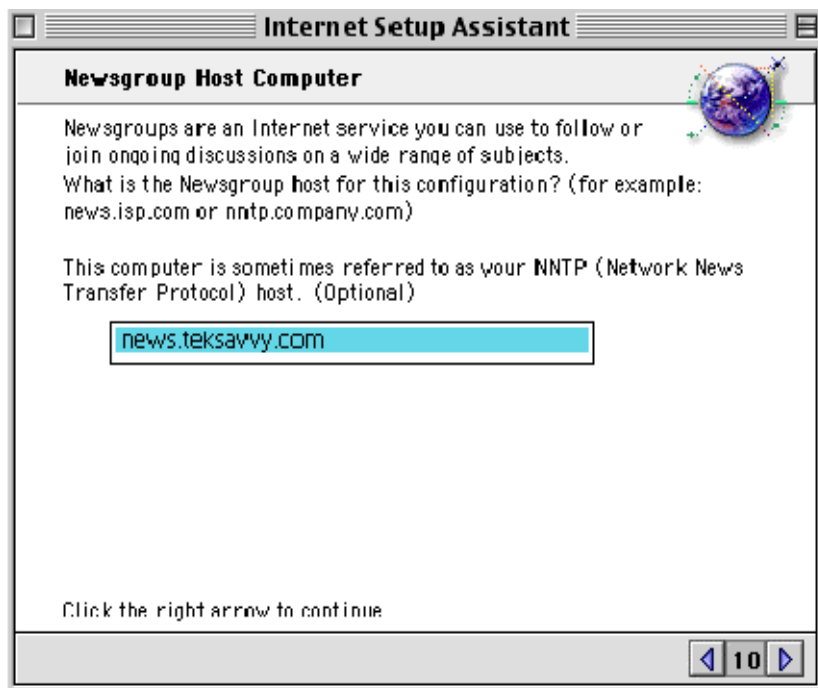 Internet Setup Assistant
Newsgroup Host Computer
Newsgroups are an Internet service you can use to follow or
join ongoing discussions on a wide range of subjects.
What is the Newsgroup host for this configuration? (for example:
news.isp.com or nntp.company.com)
This computer is sometimes referred to as your NNTP (Network News
Transfer Protocol) host. (Optional)
news.teksavvy.com
Click the right arrow to continue
10